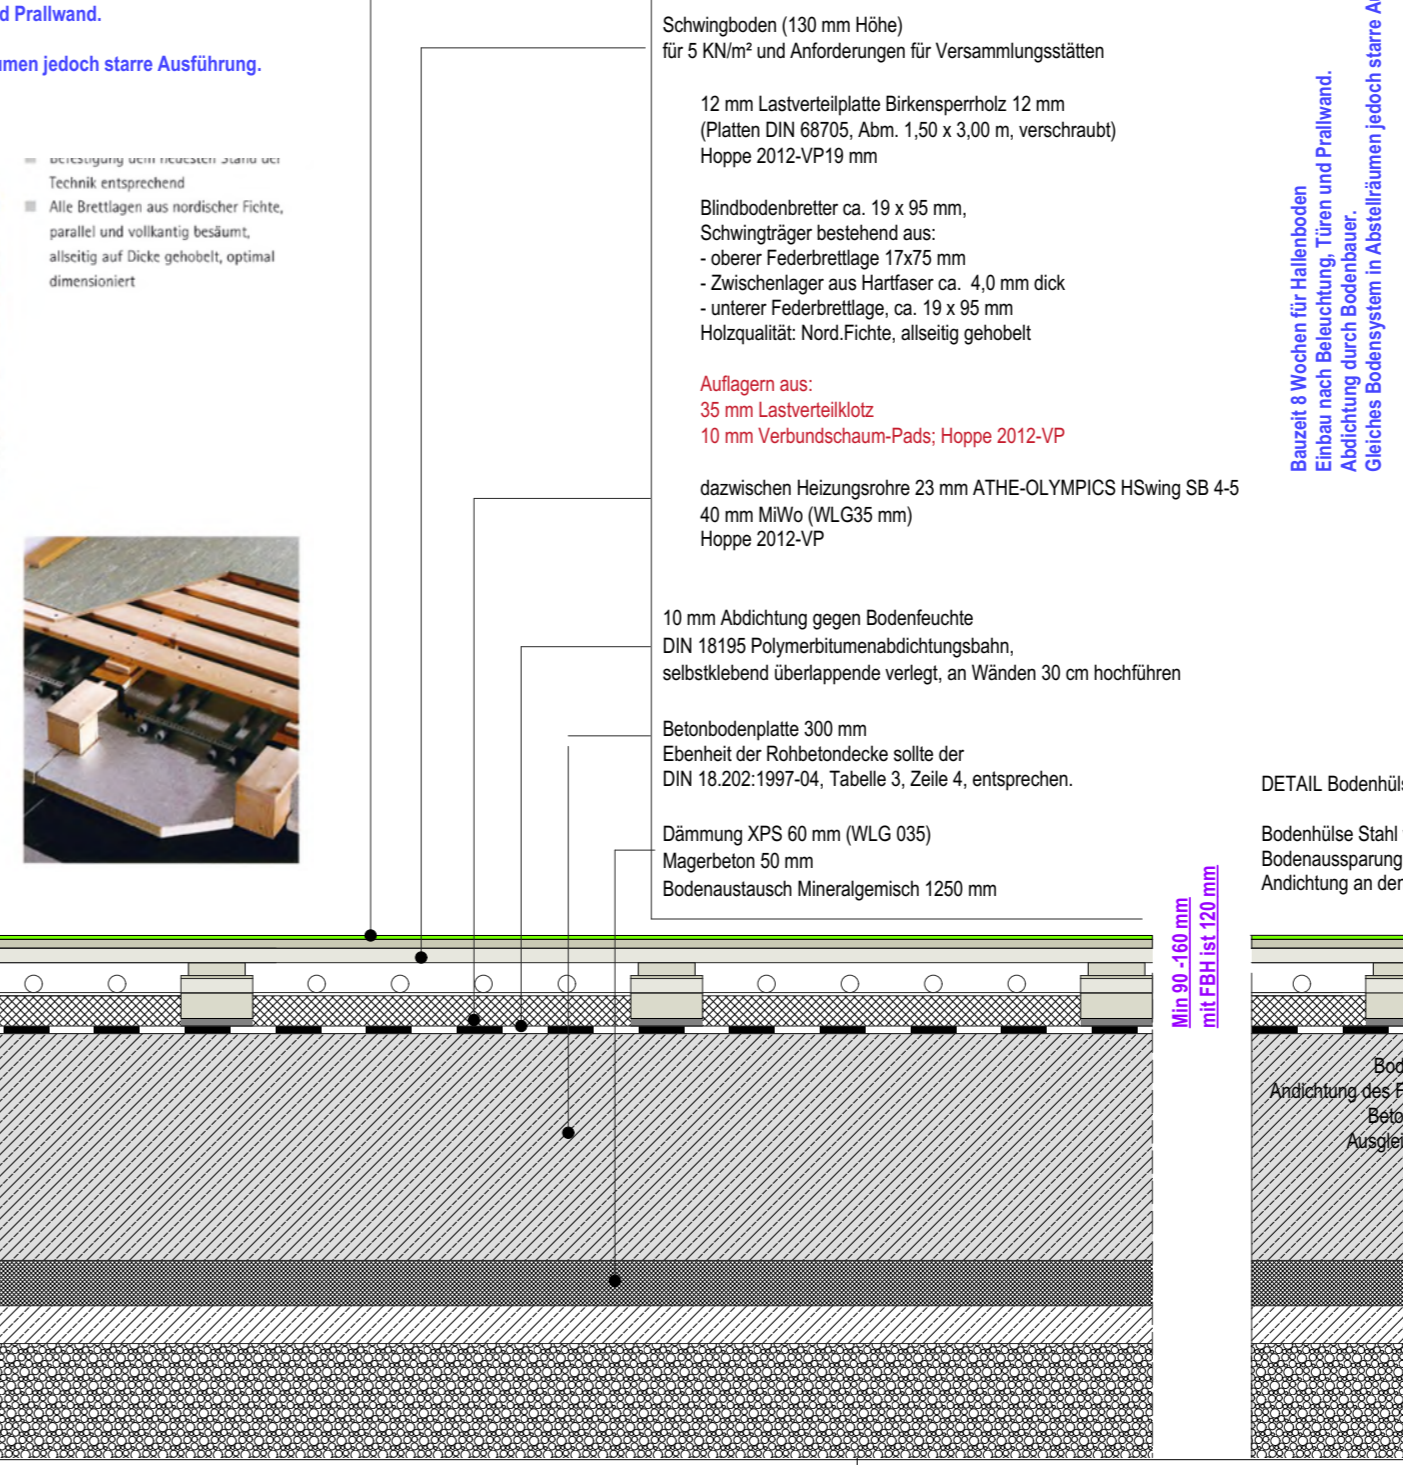 d Prallwand.
men jedoch starre Ausführung.
Befestigung dem neuesten Stand der
Technik entsprechend
Alle Brettlagen aus nordischer Fichte,
parallel und vollkantig besäumt,
allseitig auf Dicke gehobelt, optimal
dimensioniert
Schwingboden (130 mm Höhe)
für 5 KN/m² und Anforderungen für Versammlungsstätten
12 mm Lastverteilplatte Birkensperrholz 12 mm
(Platten DIN 68705, Abm. 1,50 x 3,00 m, verschraubt)
Hoppe 2012-VP19 mm
Blindbodenbretter ca. 19 x 95 mm,
Schwingträger bestehend aus:
- oberer Federbrettlage 17x75 mm
- Zwischenlager aus Hartfaser ca. 4,0 mm dick
- unterer Federbrettlage, ca. 19 x 95 mm
Holzqualität: Nord.Fichte, allseitig gehobelt
Auflagern aus:
35 mm Lastverteilklotz
10 mm Verbundschaum-Pads; Hoppe 2012-VP
dazwischen Heizungsrohre 23 mm ATHE-OLYMPICS HSwing SB 4-5
40 mm MiWo (WLG35 mm)
Hoppe 2012-VP
10 mm Abdichtung gegen Bodenfeuchte
DIN 18195 Polymerbitumenabdichtungsbahn,
selbstklebend überlappende verlegt, an Wänden 30 cm hochführen
Betonbodenplatte 300 mm
Ebenheit der Rohbetondecke sollte der
DIN 18.202:1997-04, Tabelle 3, Zeile 4, entsprechen.
Dämmung XPS 60 mm (WLG 035)
Magerbeton 50 mm
Bodenaustausch Mineralgemisch 1250 mm
Bauzeit 8 Wochen für Hallenboden
Einbau nach Beleuchtung, Türen und Prallwand.
Abdichtung durch Bodenbauer.
Gleiches Bodensystem in Abstellräumen jedoch starre Au
DETAIL Bodenhüls
Bodenhülse Stahl
Bodenaussparung
Andichtung an der
Min 90 -160 mm
mit FBH ist 120 mm
Bod
Andichtung des F
Beto
Ausglei